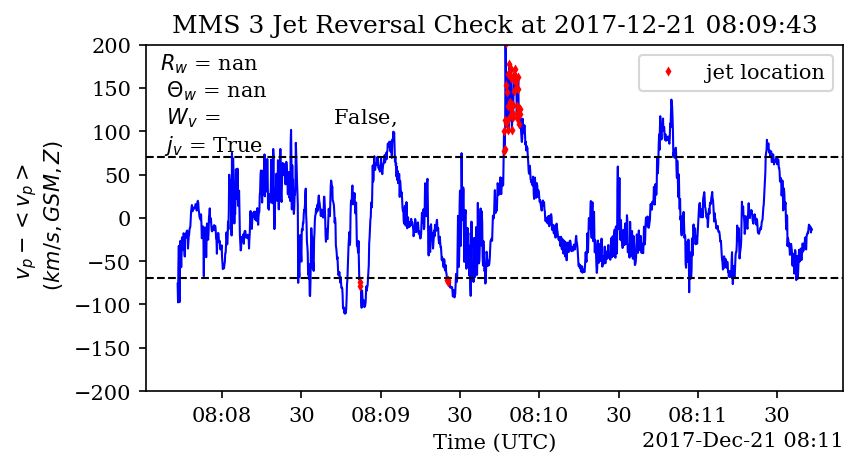 MMS 3 Jet Reversal Check at 2017-12-21 08:09:43
R_w = nan
Θ_w = nan
W_v = False,
j_v = True
jet location
v_p − < v_p >
(km/s, GSM, Z)
200
150
100
50
0
−50
−100
−150
−200
08:08 30 08:09 30 08:10 30 08:11 30
Time (UTC)
2017-Dec-21 08:11